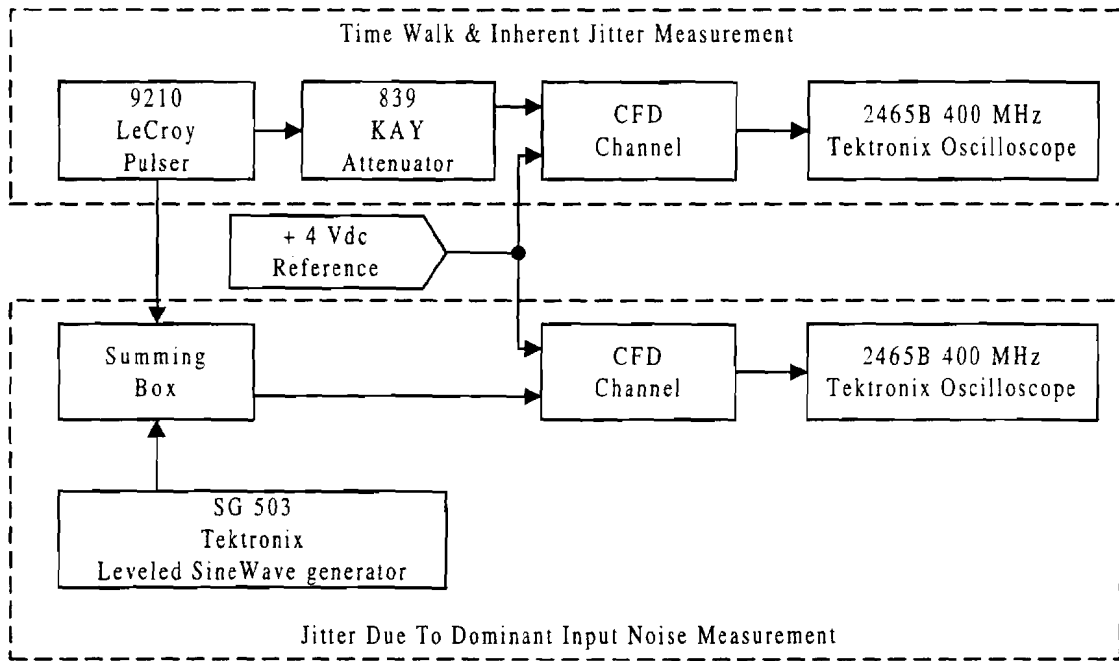 Time Walk & Inherent Jitter Measurement
9210
LeCroy
Pulser
839
KAY
Attenuator
CFD
Channel
2465B 400 MHz
Tektronix Oscilloscope
+ 4 Vdc
Reference
Summing
Box
CFD
Channel
2465B 400 MHz
Tektronix Oscilloscope
SG 503
Tektronix
Leveled SineWave generator
Jitter Due To Dominant Input Noise Measurement